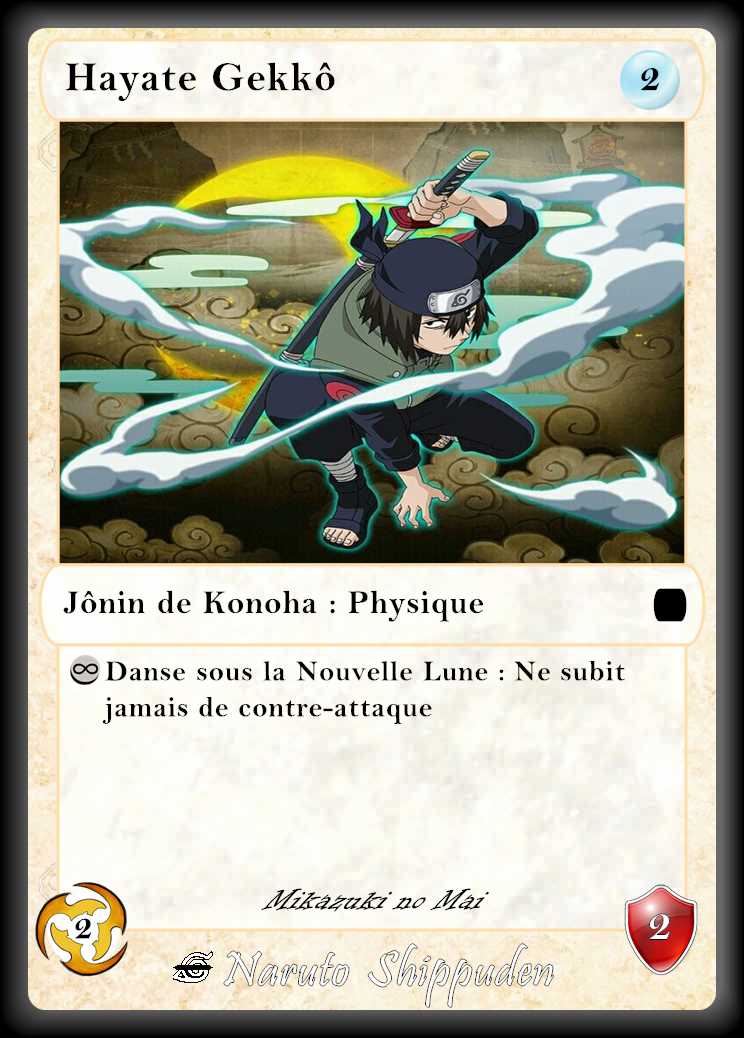 Hayate Gekkô
2
Jônin de Konoha : Physique
∞ Danse sous la Nouvelle Lune : Ne subit
jamais de contre-attaque
Mikazuki no Mai
2
2
Naruto Shippuden